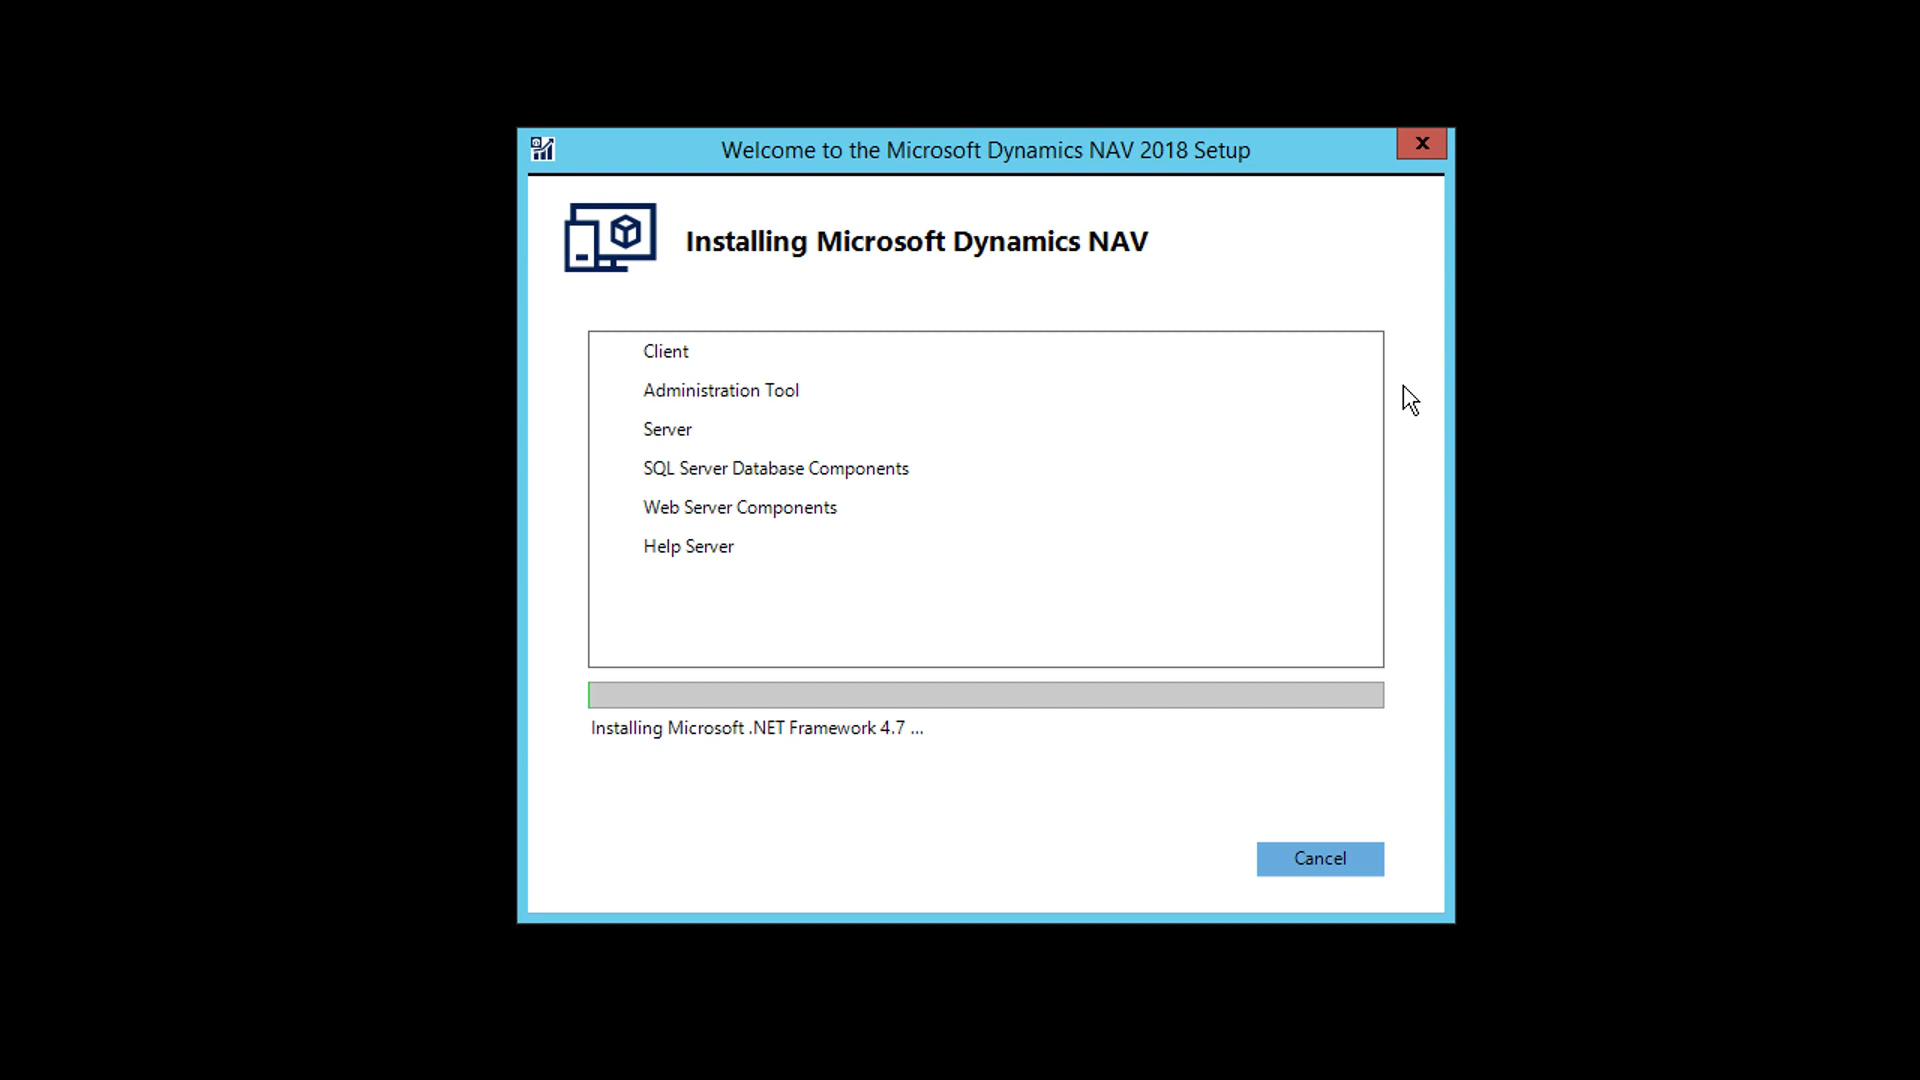 Welcome to the Microsoft Dynamics NAV 2018 Setup
x
Installing Microsoft Dynamics NAV
Client
Administration Tool
Server
SQL Server Database Components
Web Server Components
Help Server
Installing Microsoft .NET Framework 4.7 ...
Cancel